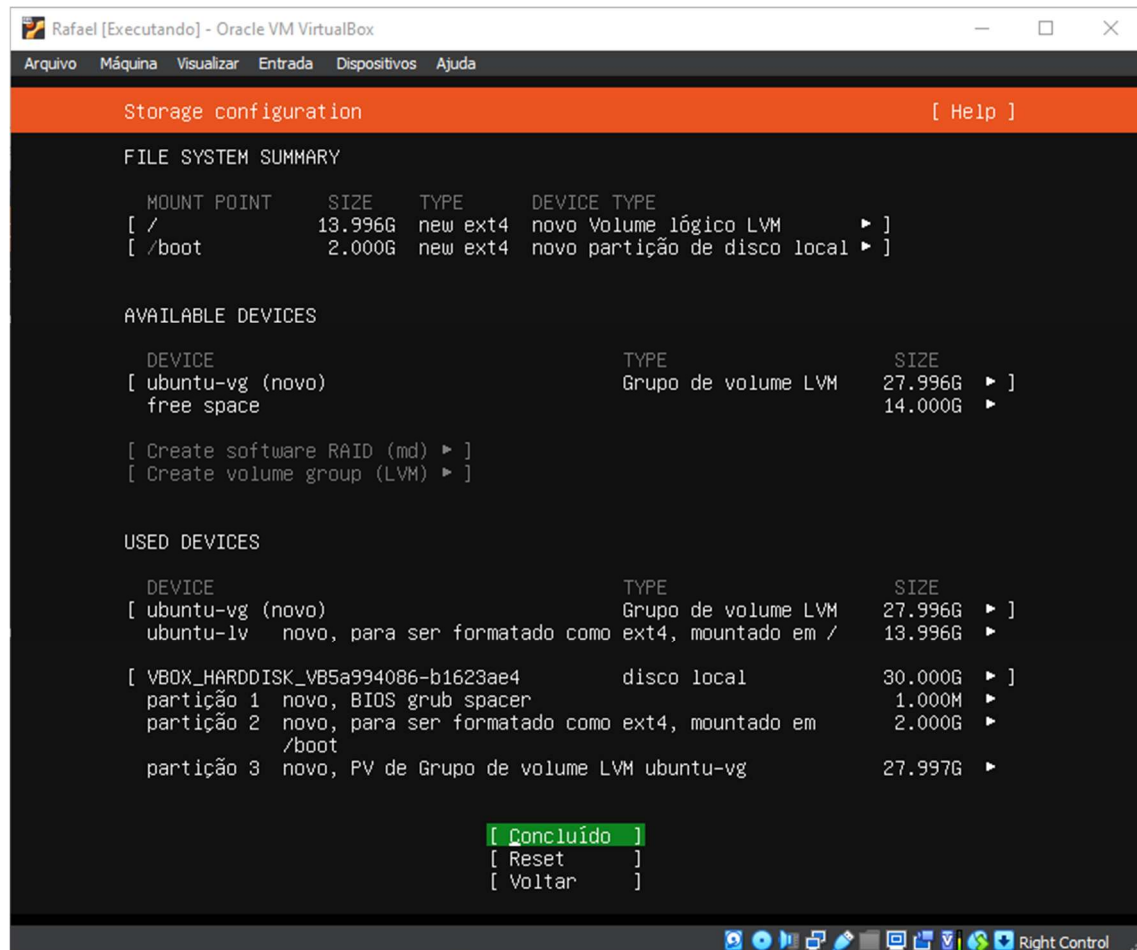 Rafael [Executando] - Oracle VM VirtualBox
Arquivo Máquina Visualizar Entrada Dispositivos Ajuda
Storage configuration [ Help ]
FILE SYSTEM SUMMARY
MOUNT POINT SIZE TYPE DEVICE TYPE
[ / 13.996G new ext4 novo Volume lógico LVM ▸ ]
[ /boot 2.000G new ext4 novo partição de disco local ▸ ]
AVAILABLE DEVICES
DEVICE TYPE SIZE
[ ubuntu-vg (novo) Grupo de volume LVM 27.996G ▸ ]
free space 14.000G ▸
[ Create software RAID (md) ▸ ]
[ Create volume group (LVM) ▸ ]
USED DEVICES
DEVICE TYPE SIZE
[ ubuntu-vg (novo) Grupo de volume LVM 27.996G ▸ ]
ubuntu-lv novo, para ser formatado como ext4, mountado em / 13.996G ▸
[ VBOX_HARDDISK_VB5a994086-b1623ae4 disco local 30.000G ▸ ]
partição 1 novo, BIOS grub spacer 1.000M ▸
partição 2 novo, para ser formatado como ext4, mountado em 2.000G ▸
/boot
partição 3 novo, PV de Grupo de volume LVM ubuntu-vg 27.997G ▸
[ Concluído ]
[ Reset ]
[ Voltar ]
Right Control